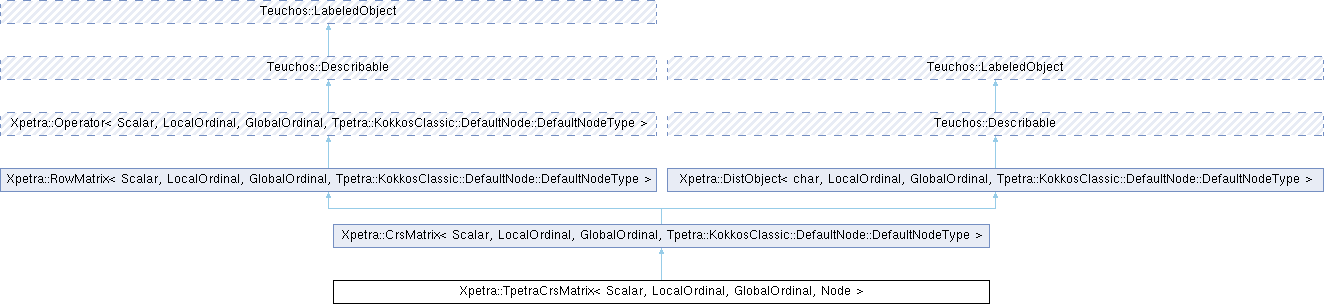 Teuchos::LabeledObject
Teuchos::Describable
Teuchos::LabeledObject
Xpetra::Operator< Scalar, LocalOrdinal, GlobalOrdinal, Tpetra::KokkosClassic::DefaultNode::DefaultNodeType >
Teuchos::Describable
Xpetra::RowMatrix< Scalar, LocalOrdinal, GlobalOrdinal, Tpetra::KokkosClassic::DefaultNode::DefaultNodeType >
Xpetra::DistObject< char, LocalOrdinal, GlobalOrdinal, Tpetra::KokkosClassic::DefaultNode::DefaultNodeType >
Xpetra::CrsMatrix< Scalar, LocalOrdinal, GlobalOrdinal, Tpetra::KokkosClassic::DefaultNode::DefaultNodeType >
Xpetra::TpetraCrsMatrix< Scalar, LocalOrdinal, GlobalOrdinal, Node >